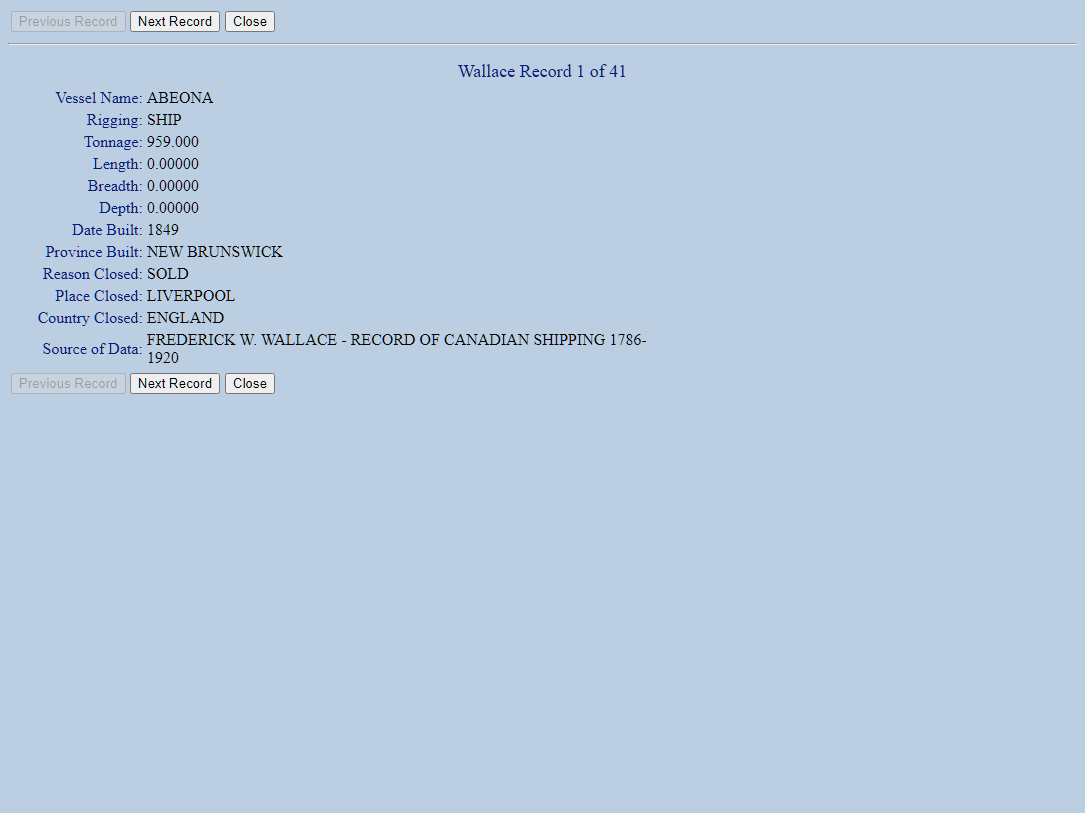 Previous Record Next Record Close
Wallace Record 1 of 41
Vessel Name: ABEONA
Rigging: SHIP
Tonnage: 959.000
Length: 0.00000
Breadth: 0.00000
Depth: 0.00000
Date Built: 1849
Province Built: NEW BRUNSWICK
Reason Closed: SOLD
Place Closed: LIVERPOOL
Country Closed: ENGLAND
Source of Data: FREDERICK W. WALLACE - RECORD OF CANADIAN SHIPPING 1786-
1920
Previous Record Next Record Close